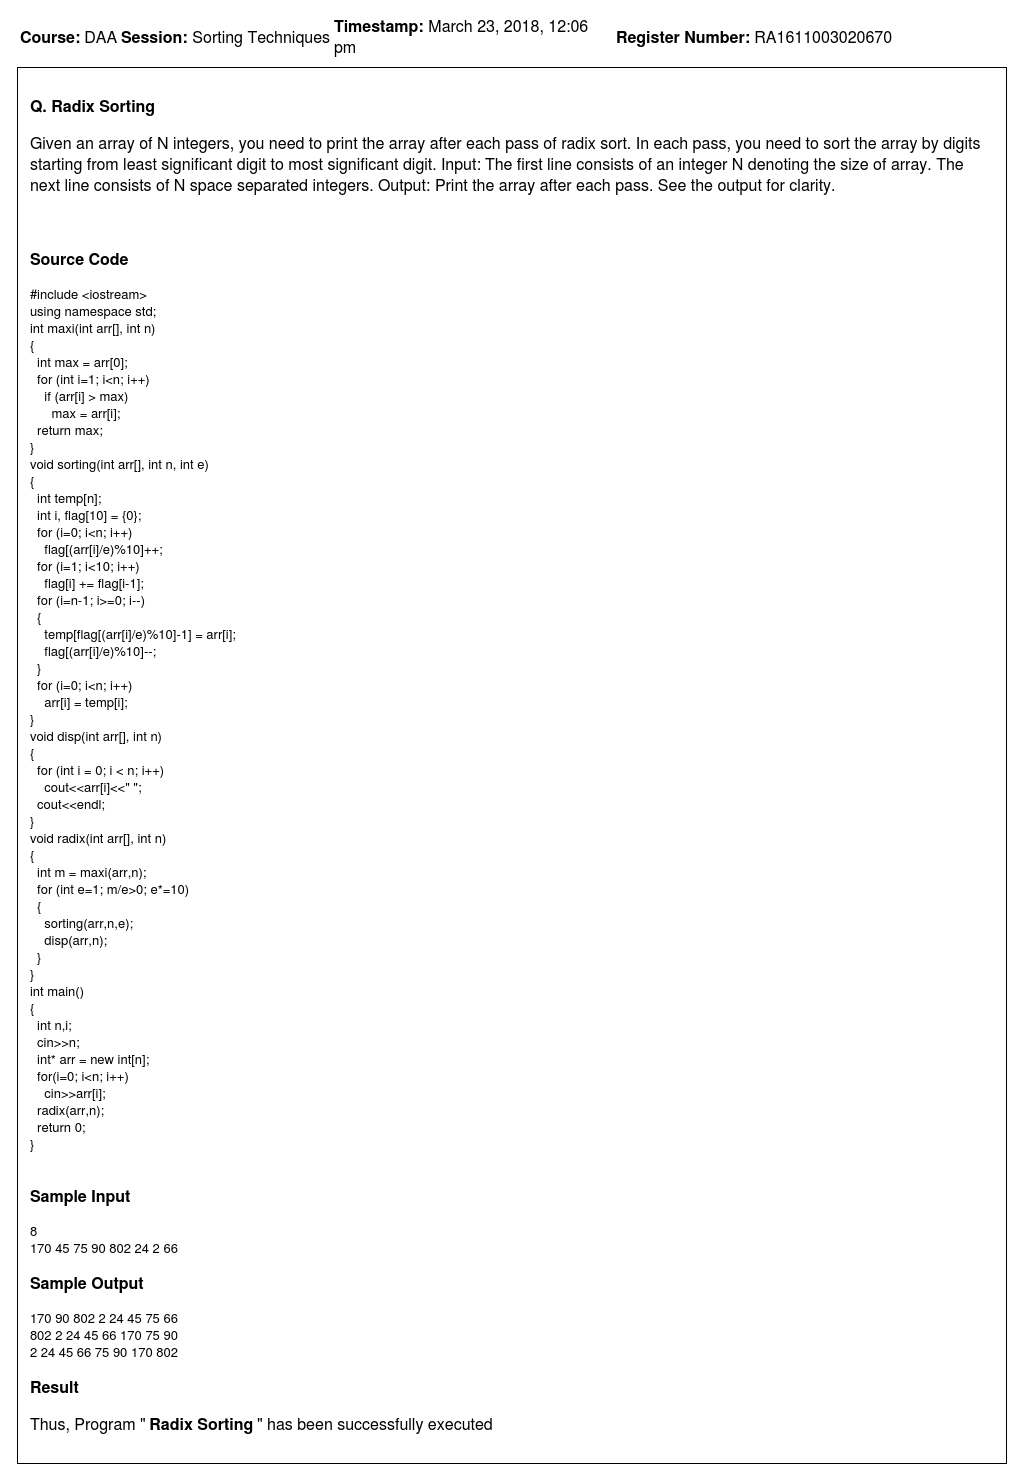 Course: DAA Session: Sorting Techniques Timestamp: March 23, 2018, 12:06 pm Register Number: RA1611003020670
Q. Radix Sorting
Given an array of N integers, you need to print the array after each pass of radix sort. In each pass, you need to sort the array by digits
starting from least significant digit to most significant digit. Input: The first line consists of an integer N denoting the size of array. The
next line consists of N space separated integers. Output: Print the array after each pass. See the output for clarity.
Source Code
#include <iostream>
using namespace std;
int maxi(int arr[], int n)
{
  int max = arr[0];
  for (int i=1; i<n; i++)
    if (arr[i] > max)
      max = arr[i];
  return max;
}
void sorting(int arr[], int n, int e)
{
  int temp[n];
  int i, flag[10] = {0};
  for (i=0; i<n; i++)
    flag[(arr[i]/e)%10]++;
  for (i=1; i<10; i++)
    flag[i] += flag[i-1];
  for (i=n-1; i>=0; i--)
  {
    temp[flag[(arr[i]/e)%10]-1] = arr[i];
    flag[(arr[i]/e)%10]--;
  }
  for (i=0; i<n; i++)
    arr[i] = temp[i];
}
void disp(int arr[], int n)
{
  for (int i = 0; i < n; i++)
    cout<<arr[i]<<" ";
  cout<<endl;
}
void radix(int arr[], int n)
{
  int m = maxi(arr,n);
  for (int e=1; m/e>0; e*=10)
  {
    sorting(arr,n,e);
    disp(arr,n);
  }
}
int main()
{
  int n,i;
  cin>>n;
  int* arr = new int[n];
  for(i=0; i<n; i++)
    cin>>arr[i];
  radix(arr,n);
  return 0;
}
Sample Input
8
170 45 75 90 802 24 2 66
Sample Output
170 90 802 2 24 45 75 66
802 2 24 45 66 170 75 90
2 24 45 66 75 90 170 802
Result
Thus, Program " Radix Sorting " has been successfully executed